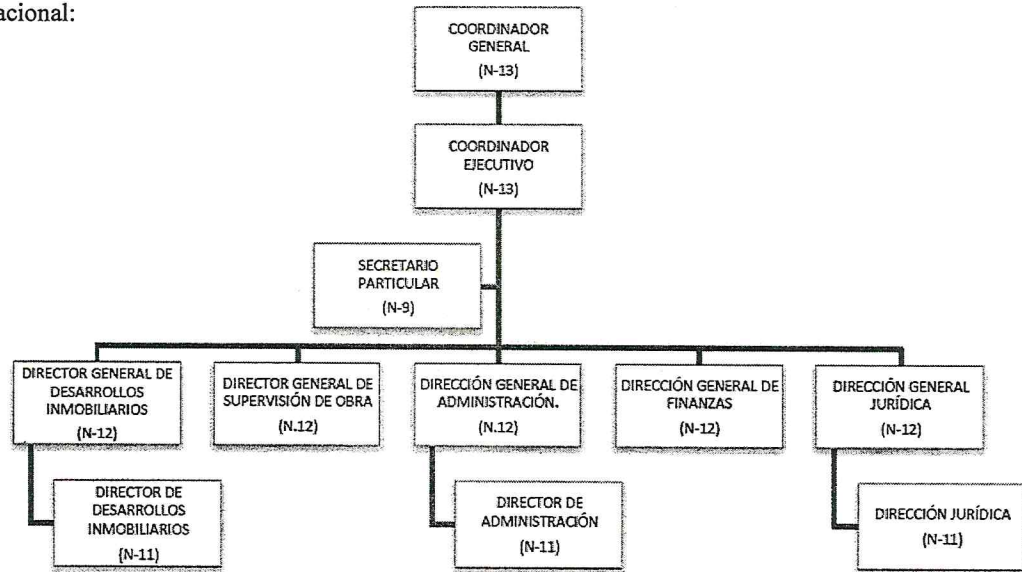 acional:
COORDINADOR
GENERAL
(N-13)
COORDINADOR
EJECUTIVO
(N-13)
SECRETARIO
PARTICULAR
(N-9)
DIRECTOR GENERAL DE
DESARROLLOS
INMOBILIARIOS
(N-12)
DIRECTOR GENERAL DE
SUPERVISIÓN DE OBRA
(N.12)
DIRECCIÓN GENERAL DE
ADMINISTRACIÓN.
(N.12)
DIRECCIÓN GENERAL DE
FINANZAS
(N-12)
DIRECCIÓN GENERAL
JURÍDICA
(N-12)
DIRECTOR DE
DESARROLLOS
INMOBILIARIOS
(N-11)
DIRECTOR DE
ADMINISTRACIÓN
(N-11)
DIRECCIÓN JURÍDICA
(N-11)